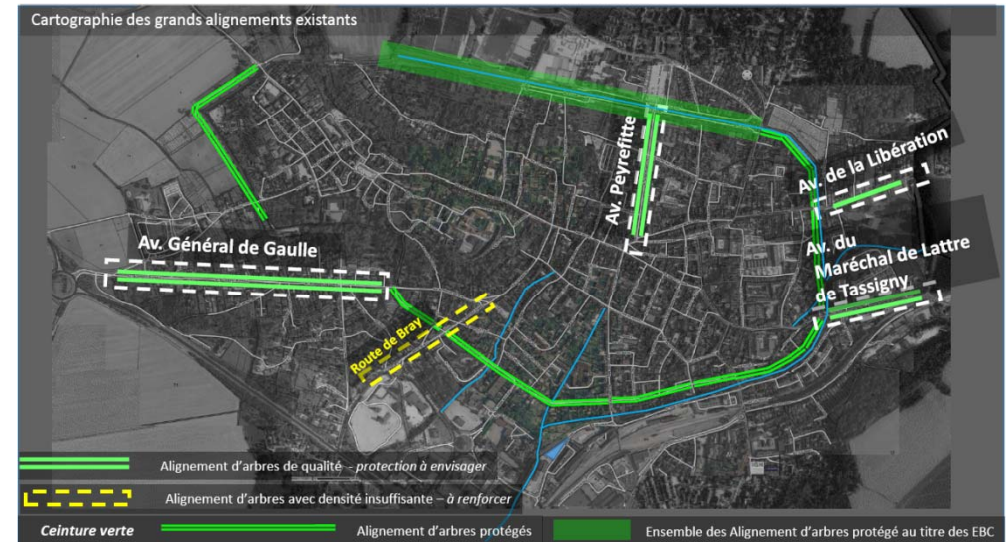 Cartographie des grands alignements existants
Av. Peyrefitte
Av. de la Libération
Av. Général de Gaulle
Av. du
Maréchal de Lattre
de Tassigny
Route de Bray
Alignement d'arbres de qualité – protection à envisager
Alignement d'arbres avec densité insuffisante – à renforcer
Ceinture verte
Alignement d'arbres protégés
Ensemble des Alignement d'arbres protégé au titre des EBC